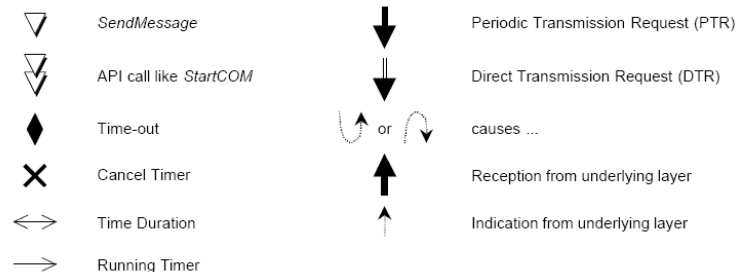 SendMessage
Periodic Transmission Request (PTR)
API call like StartCOM
Direct Transmission Request (DTR)
Time-out
or
causes ...
Cancel Timer
Reception from underlying layer
Time Duration
Indication from underlying layer
Running Timer